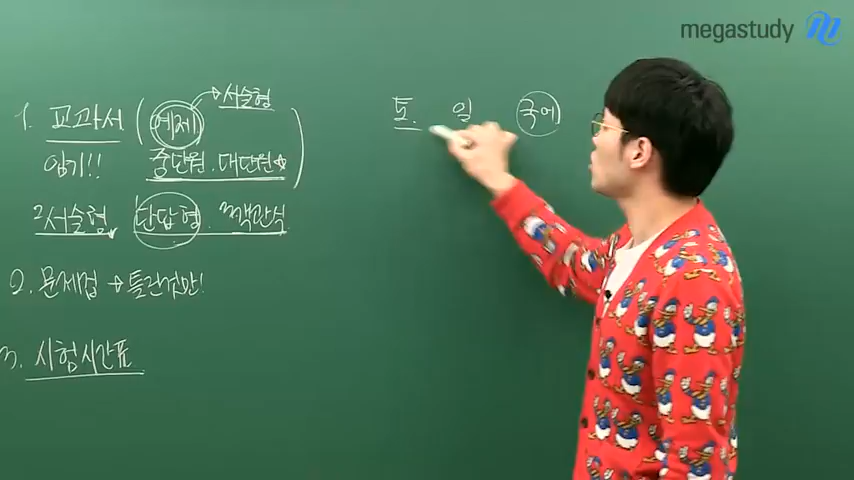 megastudy
1. 교과서 (예제 → 서술형
암기!! 중단원. 대단원)
서술형 단답형. 객관식
2. 문제집 → 틀린것만!
3. 시험시간표
토. 일 국어